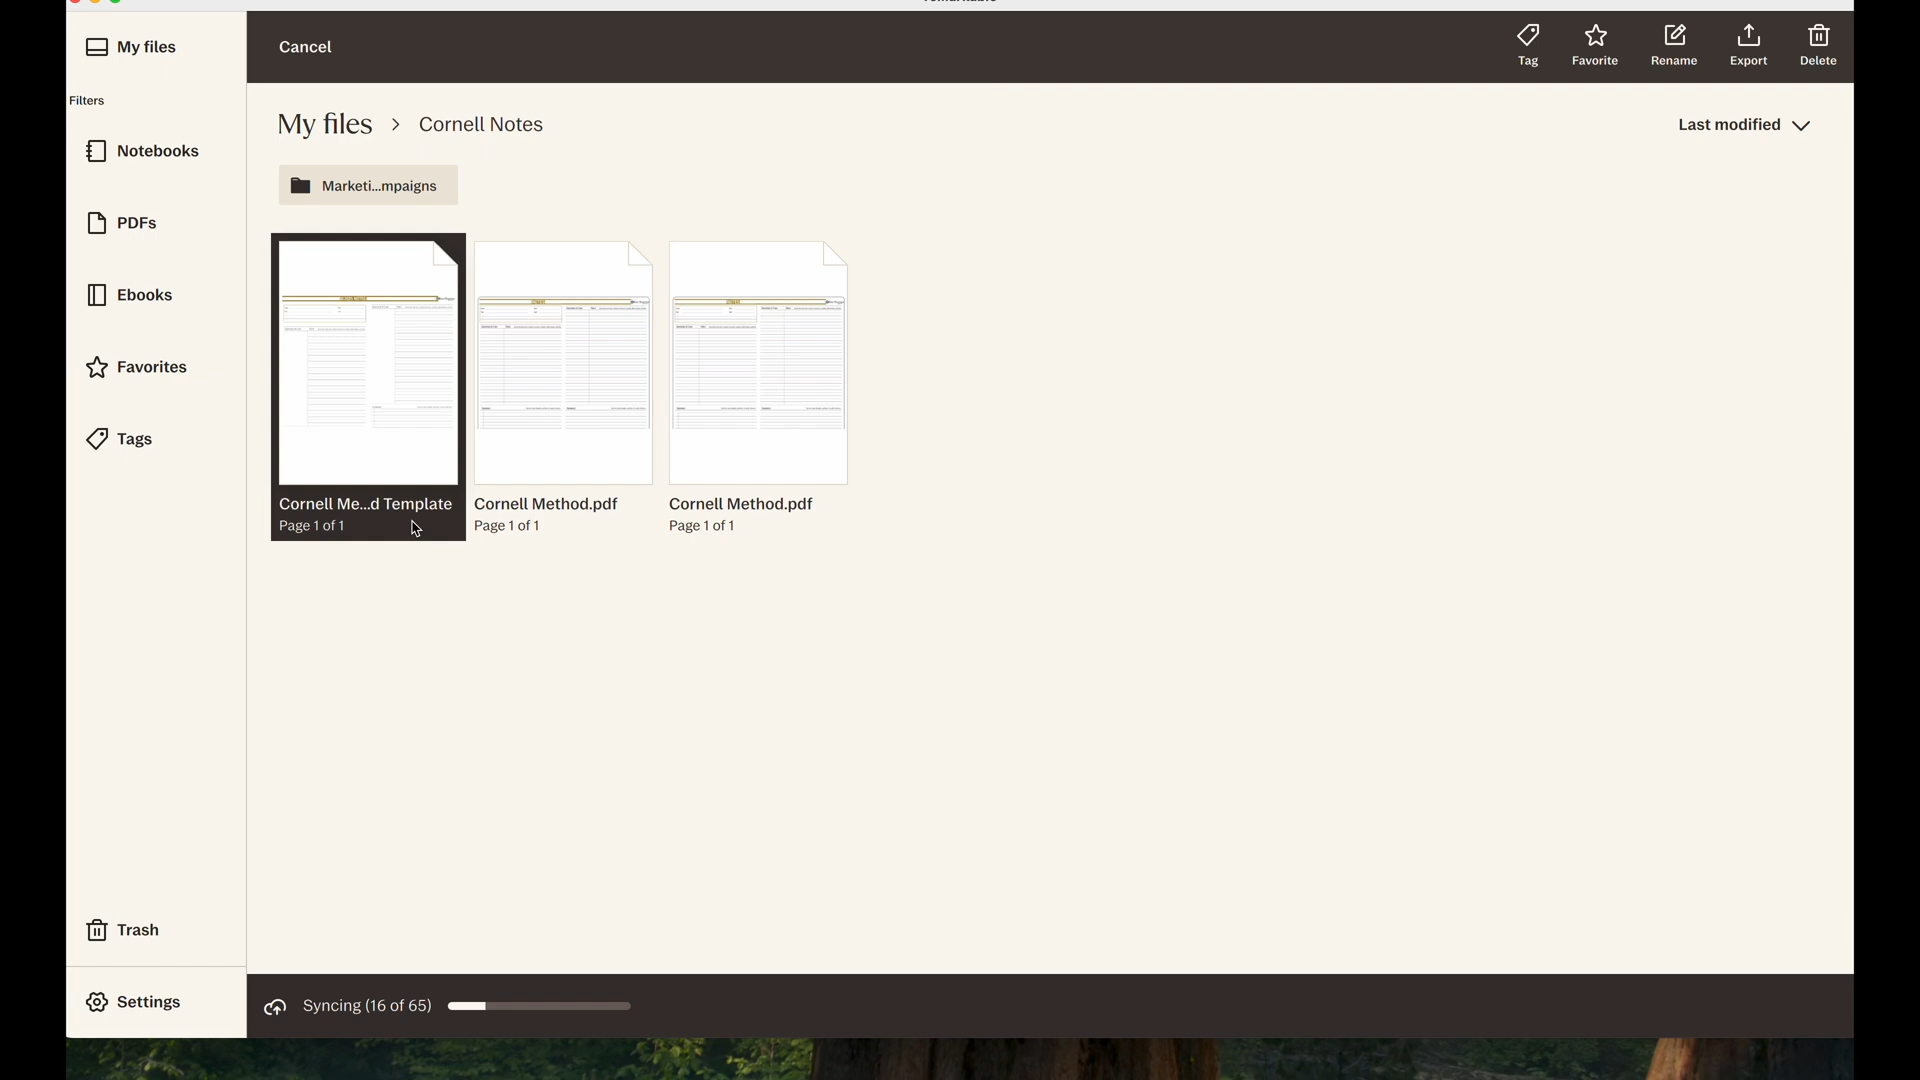 My files
Cancel
Tag
Favorite
Rename
Export
Delete
Filters
Notebooks
PDFs
Ebooks
Favorites
Tags
Trash
Settings
My files > Cornell Notes
Last modified
Marketi...mpaigns
Cornell Me...d Template
Page 1 of 1
Cornell Method.pdf
Page 1 of 1
Cornell Method.pdf
Page 1 of 1
Syncing (16 of 65)